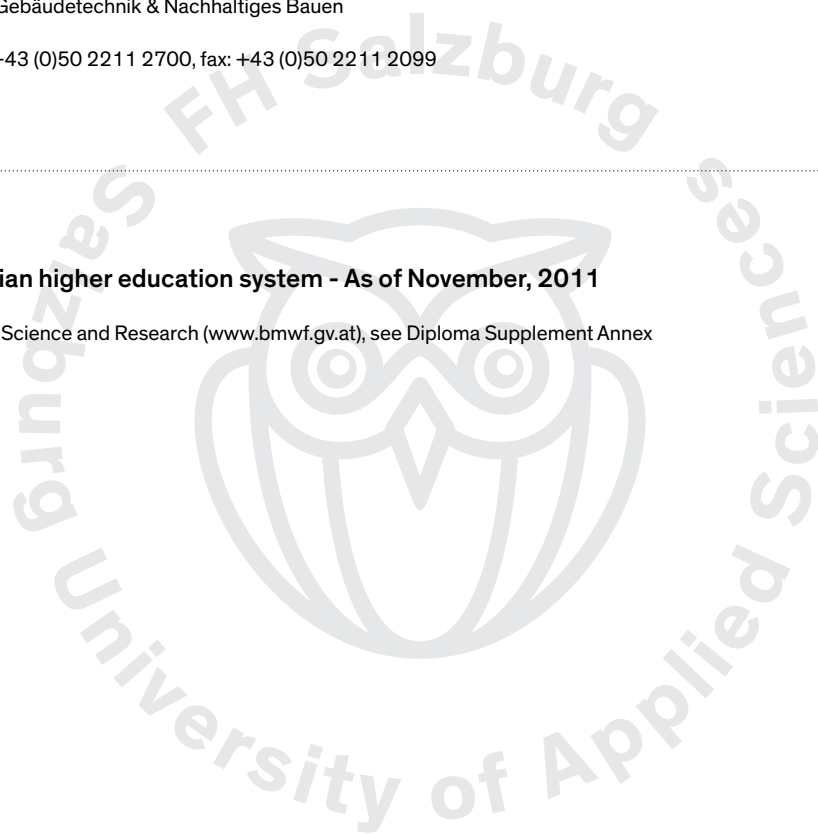 Gebäudetechnik & Nachhaltiges Bauen
+43 (0)50 2211 2700, fax: +43 (0)50 2211 2099
ian higher education system - As of November, 2011
Science and Research (www.bmwf.gv.at), see Diploma Supplement Annex
FH Salzburg
Salzburg University of Applied Sciences